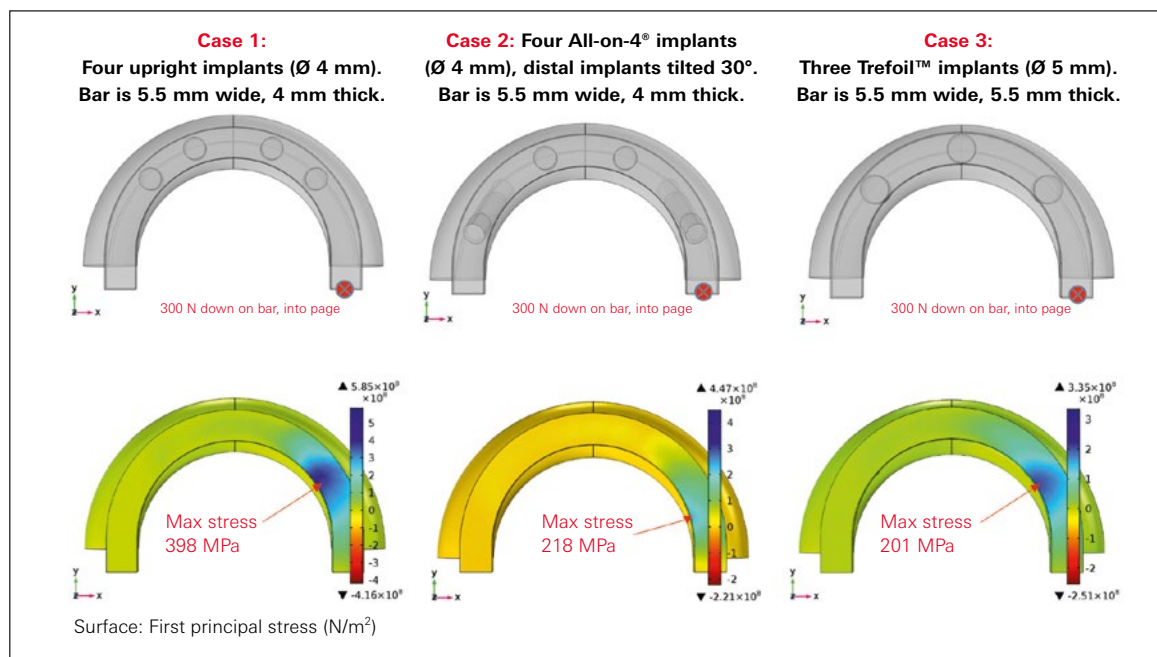 Case 1:
Four upright implants (Ø 4 mm).
Bar is 5.5 mm wide, 4 mm thick.
Case 2: Four All-on-4® implants
(Ø 4 mm), distal implants tilted 30°.
Bar is 5.5 mm wide, 4 mm thick.
Case 3:
Three Trefoil™ implants (Ø 5 mm).
Bar is 5.5 mm wide, 5.5 mm thick.
y
z x
300 N down on bar, into page
y
z x
300 N down on bar, into page
y
z x
300 N down on bar, into page
▲ 5.85×10⁸
×10⁸
5
4
3
2
1
0
-1
-2
-3
-4
▼ -4.16×10⁸
Max stress
398 MPa
y
z x
▲ 4.47×10⁸
×10⁸
4
3
2
1
0
-1
-2
▼ -2.21×10⁸
Max stress
218 MPa
y
z x
▲ 3.35×10⁸
×10⁸
3
2
1
0
-1
-2
▼ -2.51×10⁸
Max stress
201 MPa
y
z x
Surface: First principal stress (N/m²)